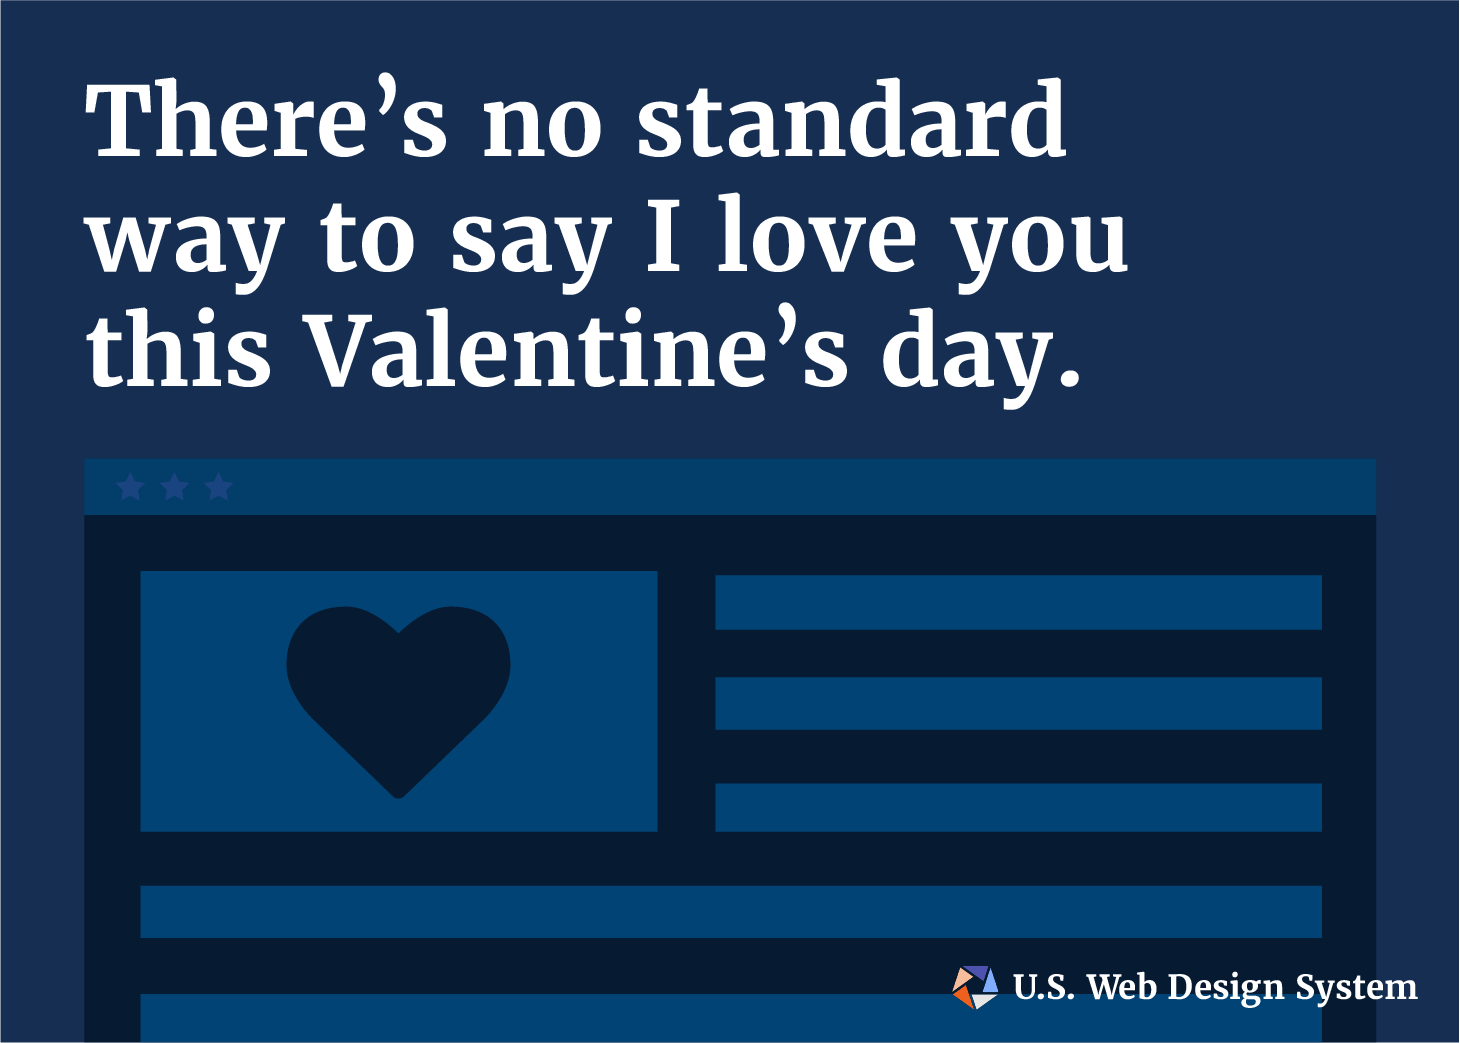 There’s no standard
way to say I love you
this Valentine’s day.
U.S. Web Design System